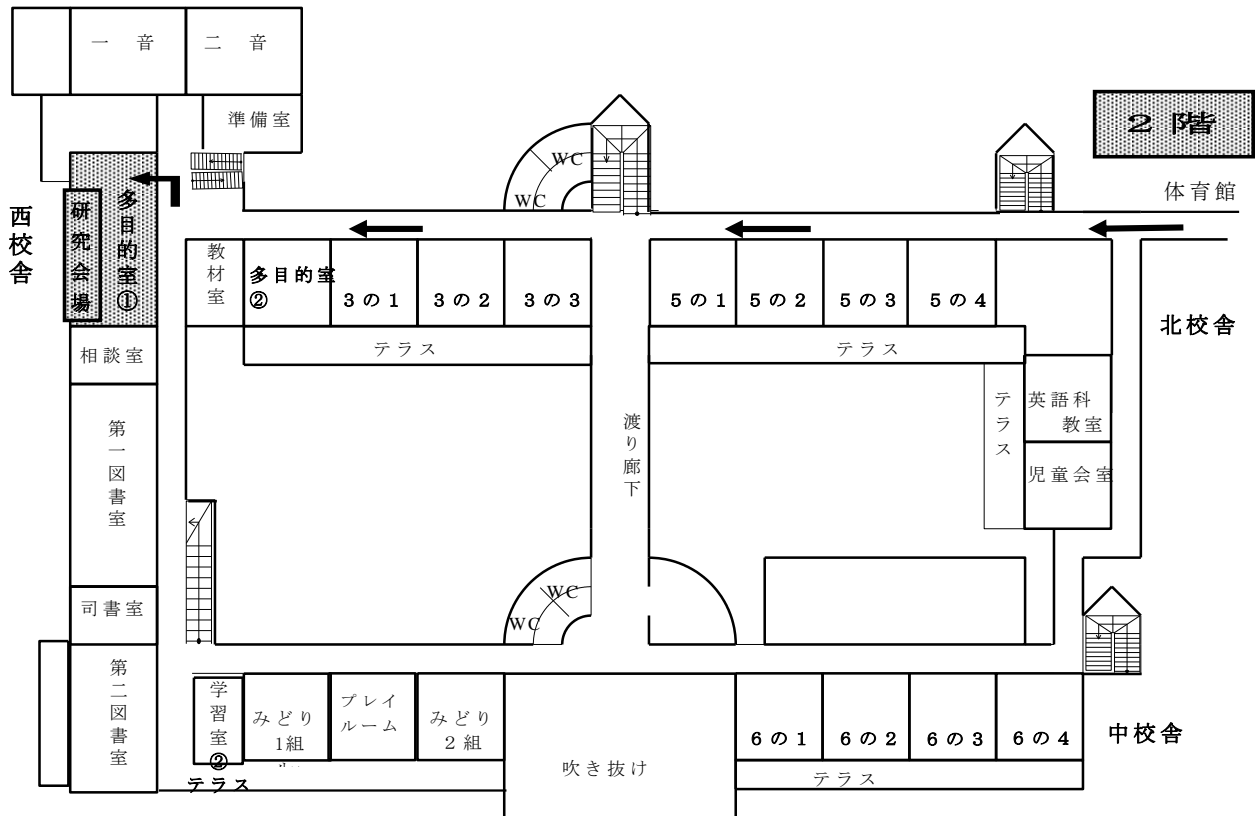 一 音
二 音
準備室
2 階
体育館
WC
WC
西校舎
研究会場
多目的室①
教材室
多目的室
②
3の1
3の2
3の3
5の1
5の2
5の3
5の4
北校舎
相談室
テラス
テラス
第一図書室
渡り廊下
テラス
英語科
教室
児童会室
司書室
WC
WC
第二図書室
学習室②
みどり
1組
プレイ
ルーム
みどり
2組
吹き抜け
6の1
6の2
6の3
6の4
中校舎
テラス
テラス